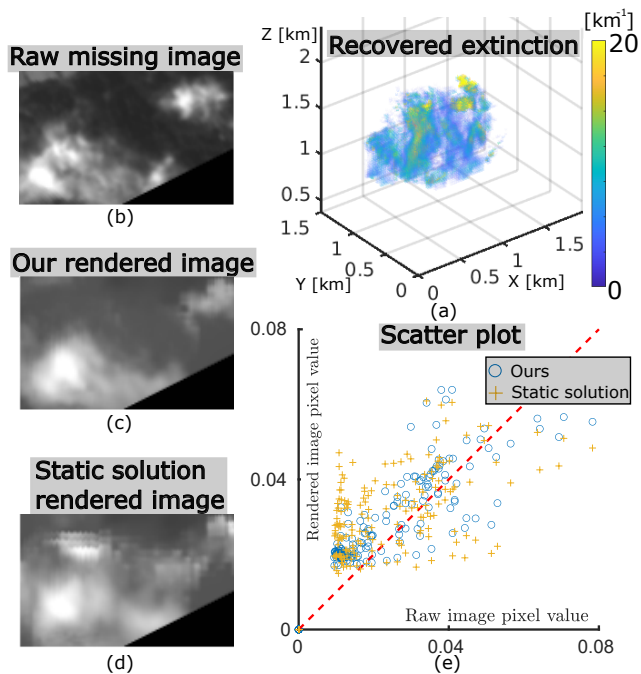 Raw missing image
(b)
Our rendered image
(c)
Static solution
rendered image
(d)
Recovered extinction
[km⁻¹]
20
0
Z [km]
2
1.5
1
0.5
1.5
1
0.5
0
Y [km]
0
0.5
1
1.5
X [km]
(a)
Scatter plot
Ours
Static solution
Rendered image pixel value
0.08
0.04
0
Raw image pixel value
0
0.04
0.08
(e)